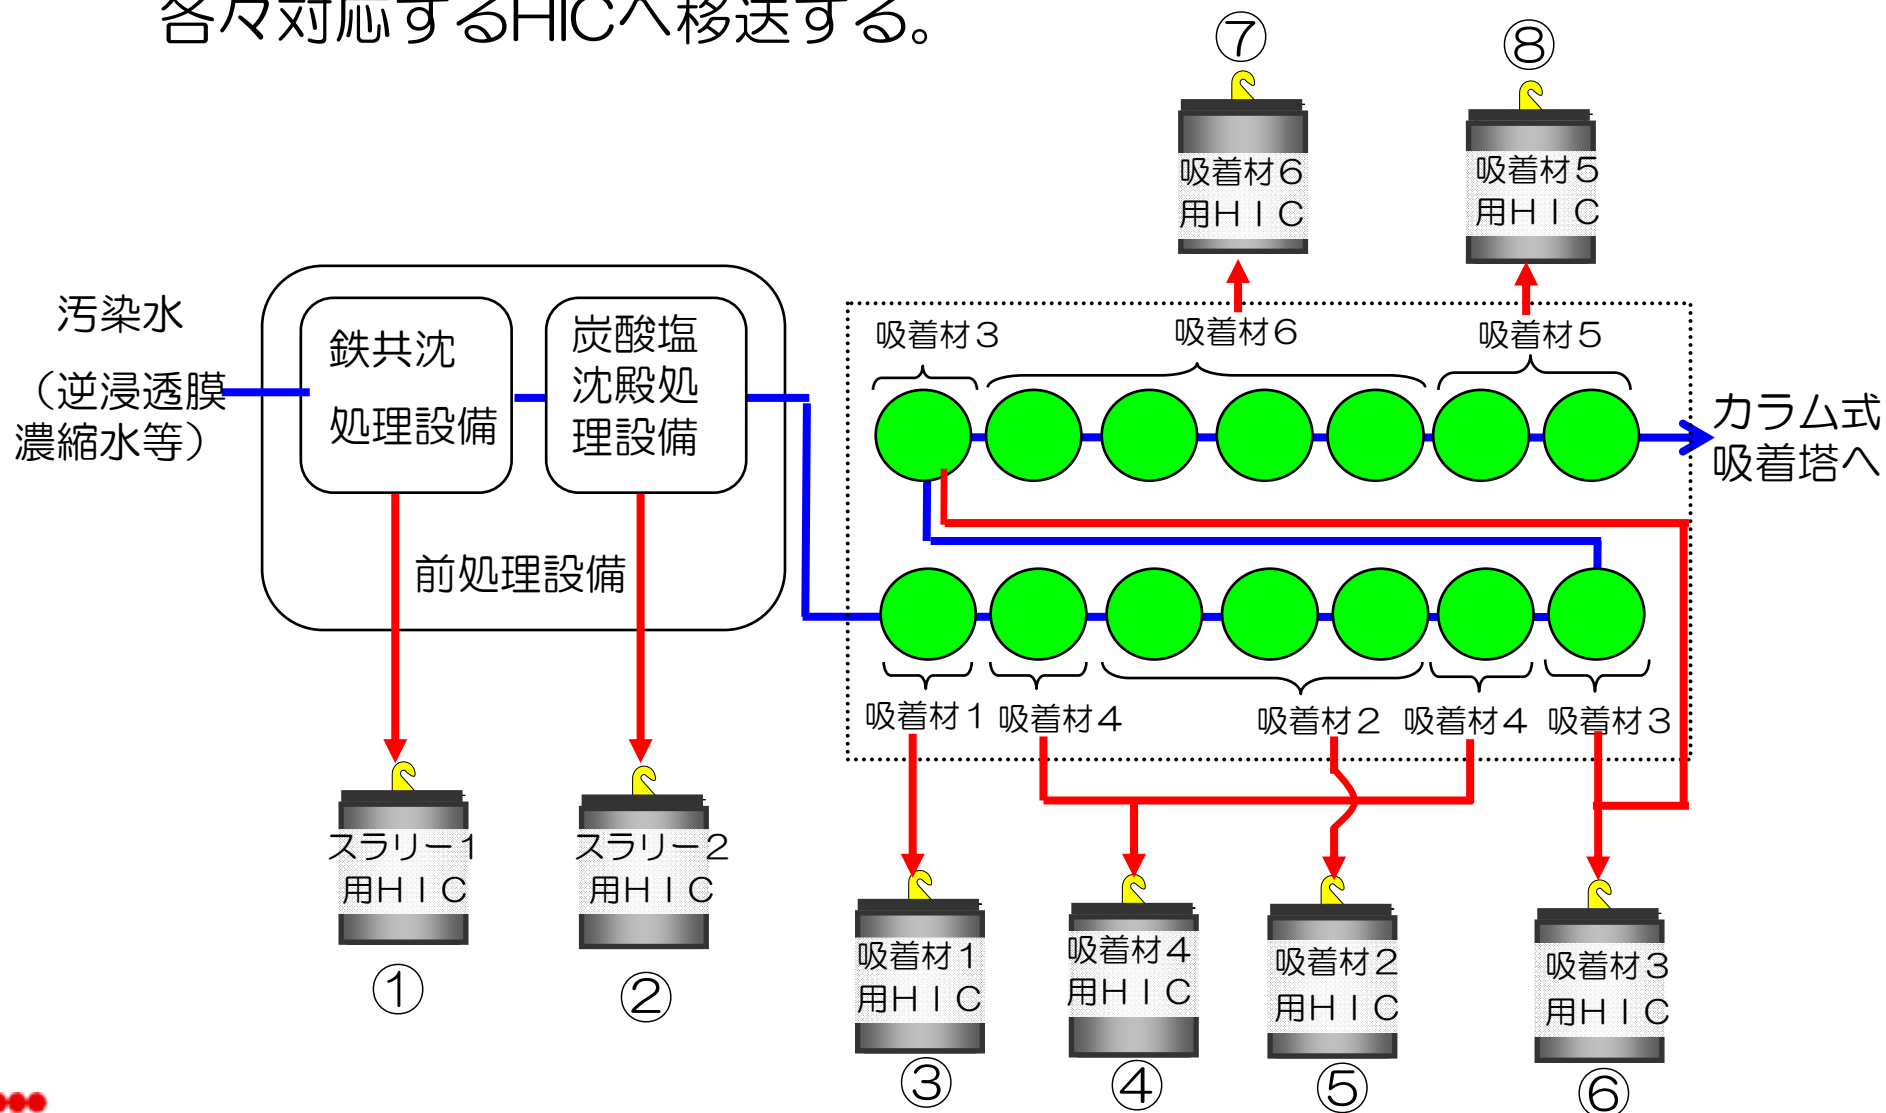 各々対応するHICへ移送する。
⑦
⑧
吸着材6
用HIC
吸着材5
用HIC
汚染水
（逆浸透膜
濃縮水等）
鉄共沈
処理設備
炭酸塩
沈殿処
理設備
前処理設備
吸着材3
吸着材6
吸着材5
カラム式
吸着塔へ
吸着材1
吸着材4
吸着材2
吸着材4
吸着材3
スラリー1
用HIC
①
スラリー2
用HIC
②
吸着材1
用HIC
③
吸着材4
用HIC
④
吸着材2
用HIC
⑤
吸着材3
用HIC
⑥